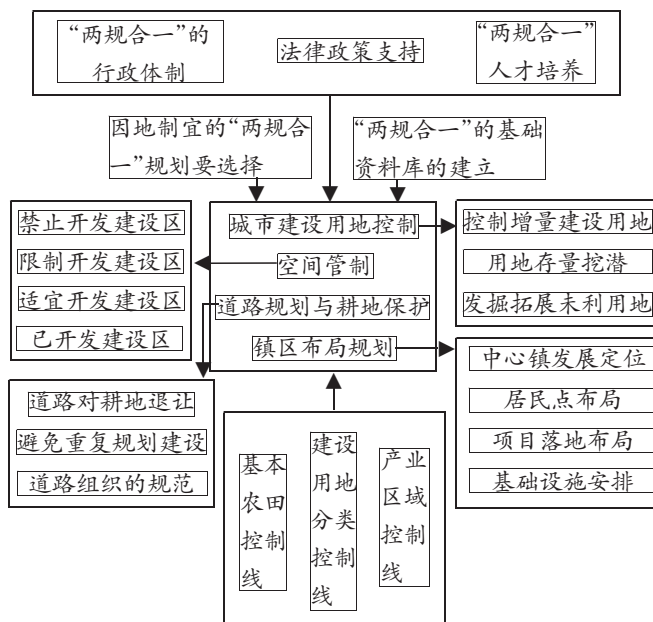 “两规合一”的
行政体制
法律政策支持
“两规合一”
人才培养
因地制宜的“两规合
一”规划要选择
“两规合一”的基础
资料库的建立
禁止开发建设区
限制开发建设区
适宜开发建设区
已开发建设区
城市建设用地控制
空间管制
道路规划与耕地保护
镇区布局规划
控制增量建设用地
用地存量挖潜
发掘拓展未利用地
道路对耕地退让
避免重复规划建设
道路组织的规范
中心镇发展定位
居民点布局
项目落地布局
基础设施安排
基本
农田
控制
线
建设
用地
分类
控制
线
产业
区域
控制
线